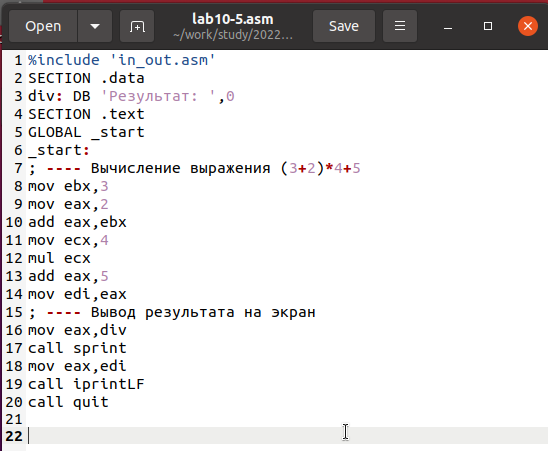 lab10-5.asm
~/work/study/2022...
Open
Save
1 %include 'in_out.asm'
2 SECTION .data
3 div: DB 'Результат: ',0
4 SECTION .text
5 GLOBAL _start
6 _start:
7 ; ---- Вычисление выражения (3+2)*4+5
8 mov ebx,3
9 mov eax,2
10 add eax,ebx
11 mov ecx,4
12 mul ecx
13 add eax,5
14 mov edi,eax
15 ; ---- Вывод результата на экран
16 mov eax,div
17 call sprint
18 mov eax,edi
19 call iprintLF
20 call quit
21
22